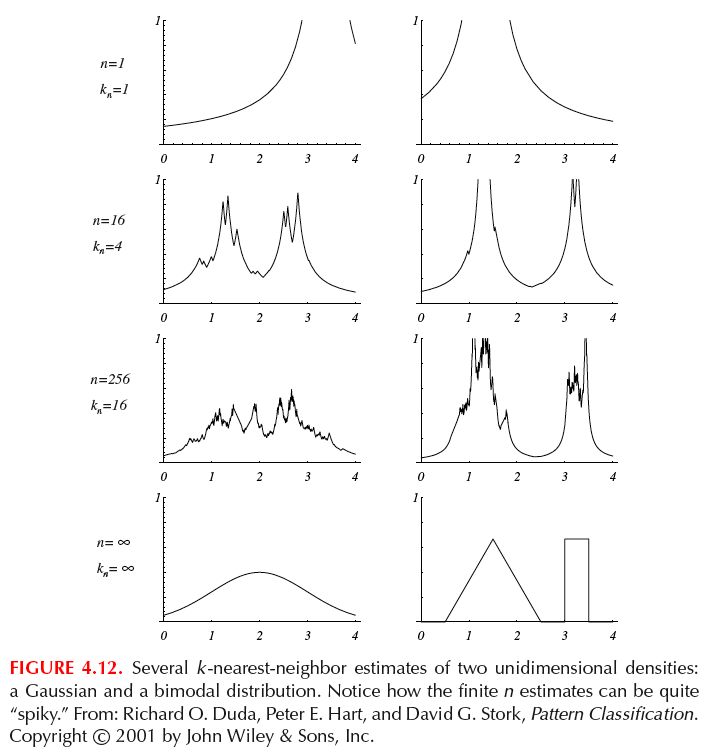 1
1
n=1
k_n=1
0 1 2 3 4
0 1 2 3 4
1
1
n=16
k_n=4
0 1 2 3 4
0 1 2 3 4
1
1
n=256
k_n=16
0 1 2 3 4
0 1 2 3 4
1
1
n= ∞
k_n= ∞
0 1 2 3 4
0 1 2 3 4
FIGURE 4.12. Several k-nearest-neighbor estimates of two unidimensional densities:
a Gaussian and a bimodal distribution. Notice how the finite n estimates can be quite
“spiky.” From: Richard O. Duda, Peter E. Hart, and David G. Stork, Pattern Classification.
Copyright © 2001 by John Wiley & Sons, Inc.